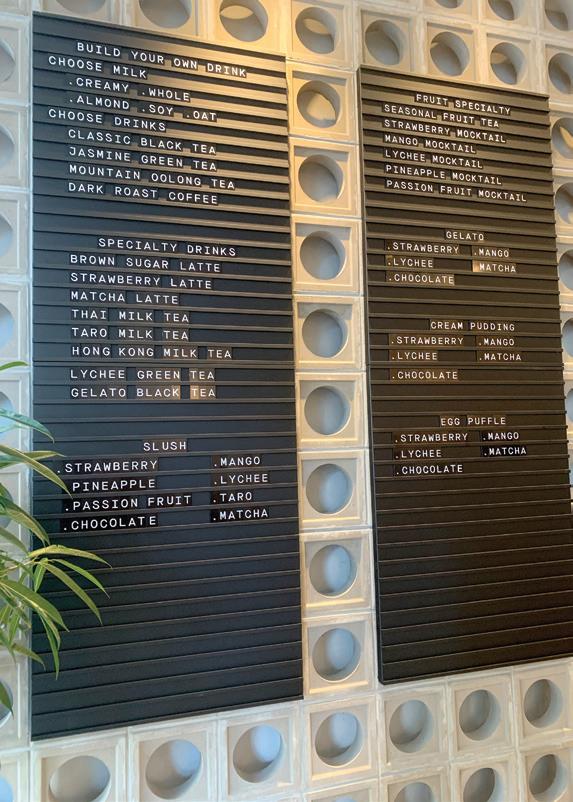 BUILD YOUR OWN DRINK
CHOOSE MILK
.CREAMY .WHOLE
.ALMOND .SOY .OAT
CHOOSE DRINKS
CLASSIC BLACK TEA
JASMINE GREEN TEA
MOUNTAIN OOLONG TEA
DARK ROAST COFFEE
SPECIALTY DRINKS
BROWN SUGAR LATTE
STRAWBERRY LATTE
MATCHA LATTE
THAI MILK TEA
TARO MILK TEA
HONG KONG MILK TEA
LYCHEE GREEN TEA
GELATO BLACK TEA
SLUSH
.STRAWBERRY .MANGO
PINEAPPLE .LYCHEE
.PASSION FRUIT .TARO
.CHOCOLATE .MATCHA
FRUIT SPECIALTY
SEASONAL FRUIT TEA
STRAWBERRY MOCKTAIL
MANGO MOCKTAIL
LYCHEE MOCKTAIL
PINEAPPLE MOCKTAIL
PASSION FRUIT MOCKTAIL
GELATO
.STRAWBERRY .MANGO
.LYCHEE MATCHA
.CHOCOLATE
CREAM PUDDING
.STRAWBERRY .MANGO
.LYCHEE .MATCHA
.CHOCOLATE
EGG PUFFLE
.STRAWBERRY .MANGO
.LYCHEE .MATCHA
.CHOCOLATE